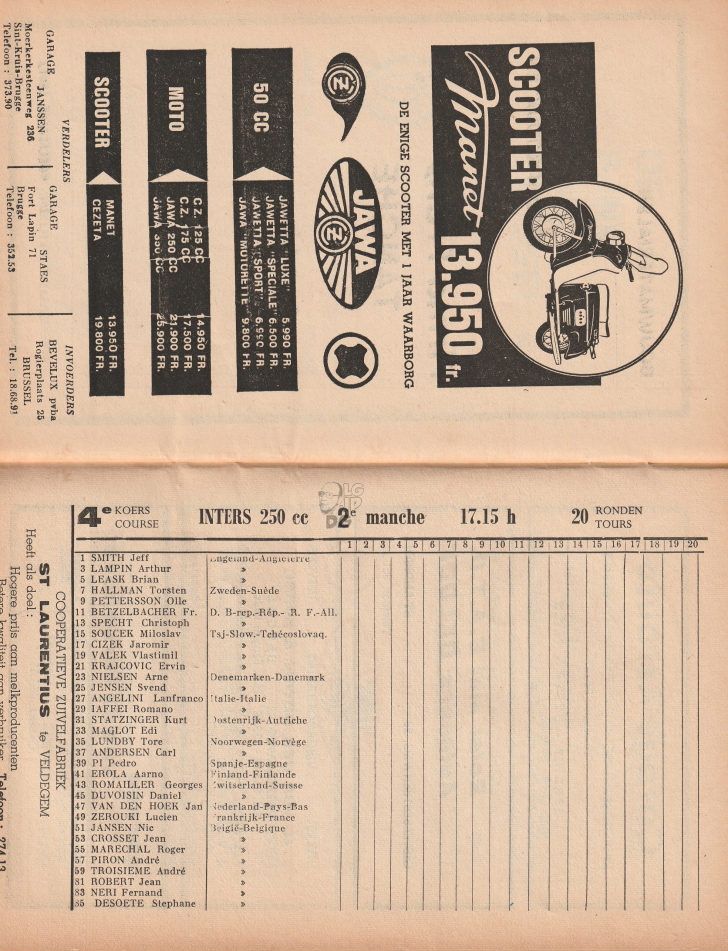 SCOOTER
Manet 13.950 fr.
DE ENIGE SCOOTER MET 1 JAAR WAARBORG
CZ
JAWA
CZ
50 CC
JAWETTA "LUXE" 5.990 FR.
JAWETTA "SPECIALE" 6.500 FR.
JAWETTA "SPORT" 6.990 FR.
JAWA "MOTORETTE" 9.800 FR.
MOTO
C.Z. 125 CC 14.950 FR.
C.Z. 175 CC 17.500 FR.
JAWA 250 CC 21.900 FR.
JAWA 350 CC 25.900 FR.
SCOOTER
MANET 13.950 FR.
CEZETA 19.800 FR.
VERDELERS
GARAGE JANSSEN
Moerkerksteenweg 236
Sint-Kruis-Brugge
Telefoon : 373.90
GARAGE STAES
Fort Lapin 71
Brugge
Telefoon : 352.53
INVOERDERS
BEVELUX pvba
Rogierplaats 25
BRUSSEL
Tel. : 18.68.91
4e KOERS COURSE INTERS 250 cc 2e manche 17.15 h 20 RONDEN TOURS
1 2 3 4 5 6 7 8 9 10 11 12 13 14 15 16 17 18 19 20
1 SMITH Jeff Engeland-Angleterre
3 LAMPIN Arthur »
5 LEASK Brian »
7 HALLMAN Torsten Zweden-Suède
9 PETTERSSON Olle »
11 BETZELBACHER Fr. D. B-rep.-Rép.- R. F.-All.
13 SPECHT Christoph »
15 SOUCEK Miloslav Tsj-Slow.-Tchécoslovaq.
17 CIZEK Jaromir »
19 VALEK Vlastimil »
21 KRAJCOVIC Ervin »
23 NIELSEN Arne Denemarken-Danemark
25 JENSEN Svend »
27 ANGELINI Lanfranco Italie-Italie
29 IAFFEI Romano »
31 STATZINGER Kurt Oostenrijk-Autriche
33 MAGLOT Edi »
35 LUNDBY Tore Noorwegen-Norvège
37 ANDERSEN Carl »
39 PI Pedro Spanje-Espagne
41 EROLA Aarno Finland-Finlande
43 ROMAILLER Georges Zwitserland-Suisse
45 DUVOISIN Daniel »
47 VAN DEN HOEK Jan Nederland-Pays-Bas
49 ZEROUKI Lucien Frankrijk-France
51 JANSEN Nic België-Belgique
53 CROSSET Jean »
55 MARECHAL Roger »
57 PIRON André »
59 TROISIEME André »
81 ROBERT Jean »
83 NERI Fernand »
85 DESOETE Stephane »
COOPERATIEVE ZUIVELFABRIEK
ST LAURENTIUS te VELDEGEM
Heeft als doel :
Hogere prijs aan melkproducenten
Betere kwaliteit aan verbruiker Telefoon : 274.13